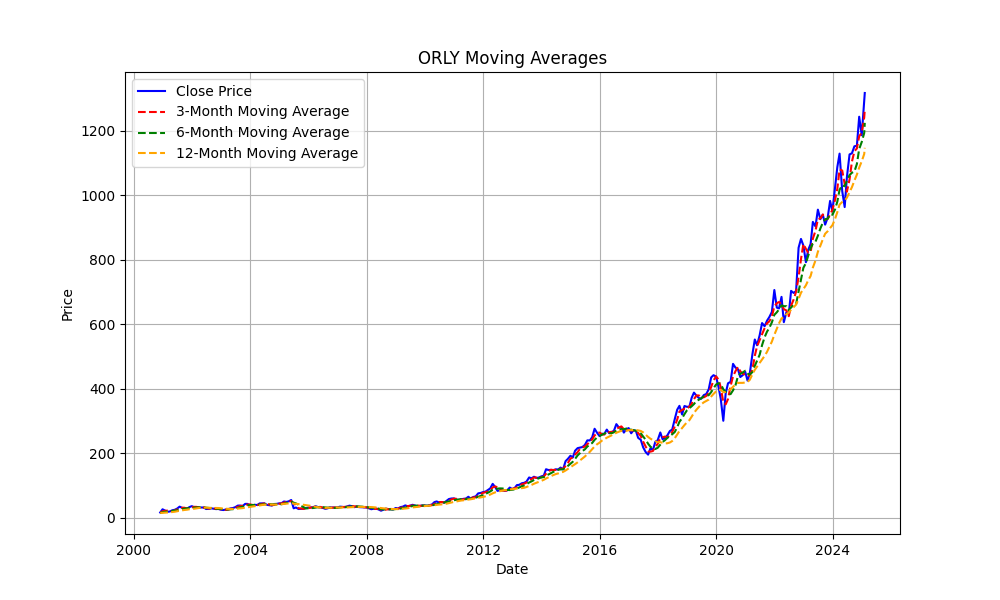 ORLY Moving Averages
Close Price
3-Month Moving Average
6-Month Moving Average
12-Month Moving Average
1200
1000
800
600
400
200
0
Price
2000 2004 2008 2012 2016 2020 2024
Date